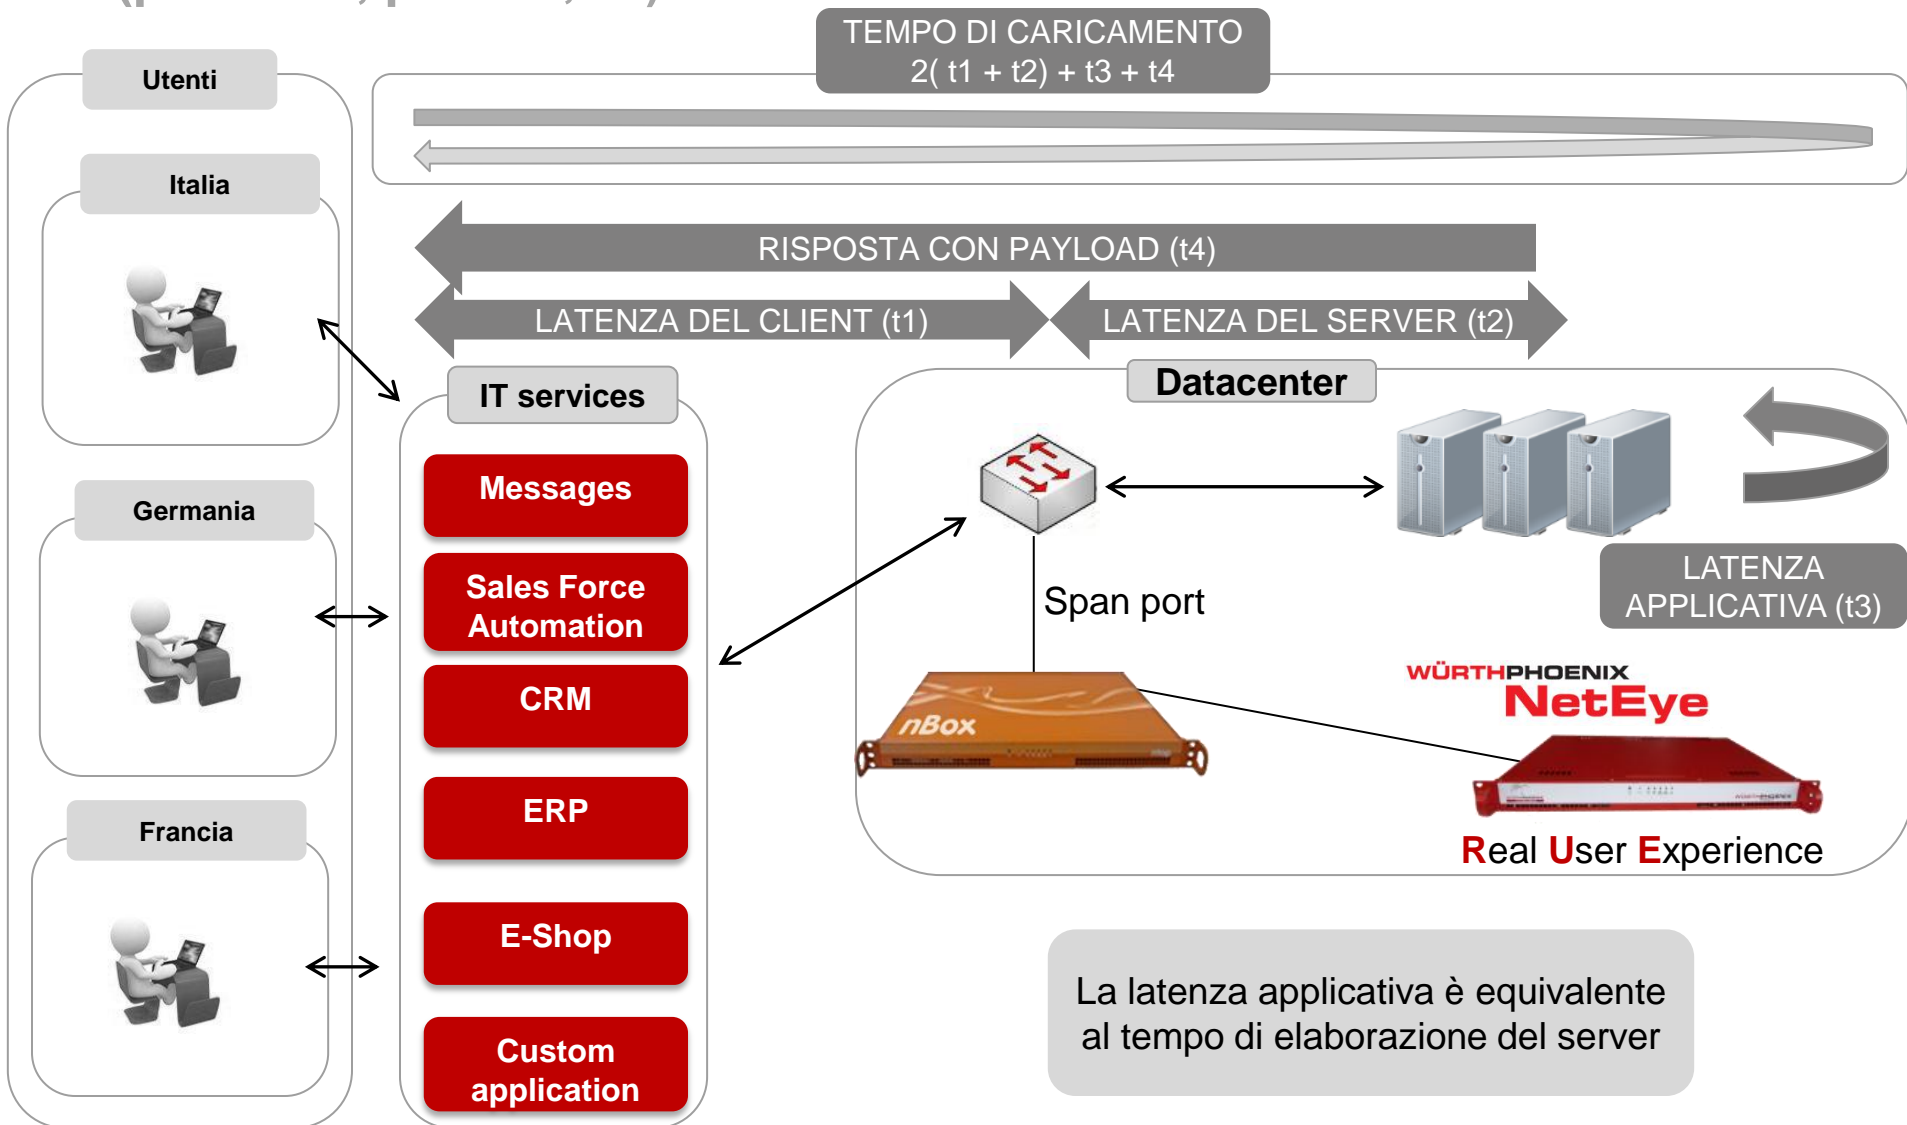 TEMPO DI CARICAMENTO
2( t1 + t2) + t3 + t4
Utenti
Italia
RISPOSTA CON PAYLOAD (t4)
LATENZA DEL CLIENT (t1)
LATENZA DEL SERVER (t2)
IT services
Datacenter
Messages
Germania
Sales Force
Automation
Span port
LATENZA
APPLICATIVA (t3)
CRM
WÜRTHPHOENIX
NetEye
nBox
ERP
Francia
Real User Experience
E-Shop
La latenza applicativa è equivalente
al tempo di elaborazione del server
Custom
application